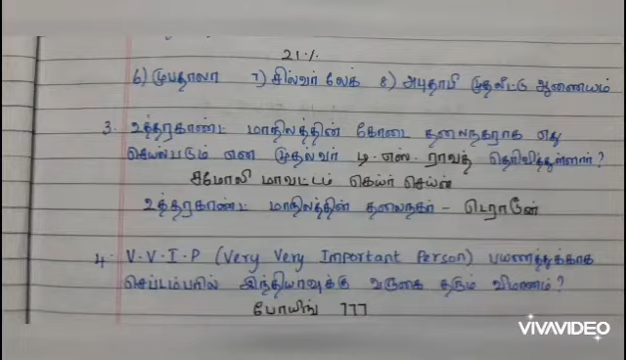 21%
6) முபதாலா 7) சில்வர் லேக் 8) அபுதாபி முதலீட்டு ஆணையம்
3. உத்தரகாண்ட் மாநிலத்தின் கோடை தலைநகராக எது
செயல்படும் என முதல்வர் டி.எஸ். ராவத் தெரிவித்துள்ளார்?
சமோலி மாவட்டம் கெய்ர் செயின்
உத்தரகாண்ட் மாநிலத்தின் தலைநகர் - டெராடூன்
4. V.V.I.P (Very Very Important Person) பயணத்துக்காக
செப்டம்பரில் இந்தியாவுக்கு வருகை தரும் விமானம்?
போயிங் 777
VIVAVIDEO